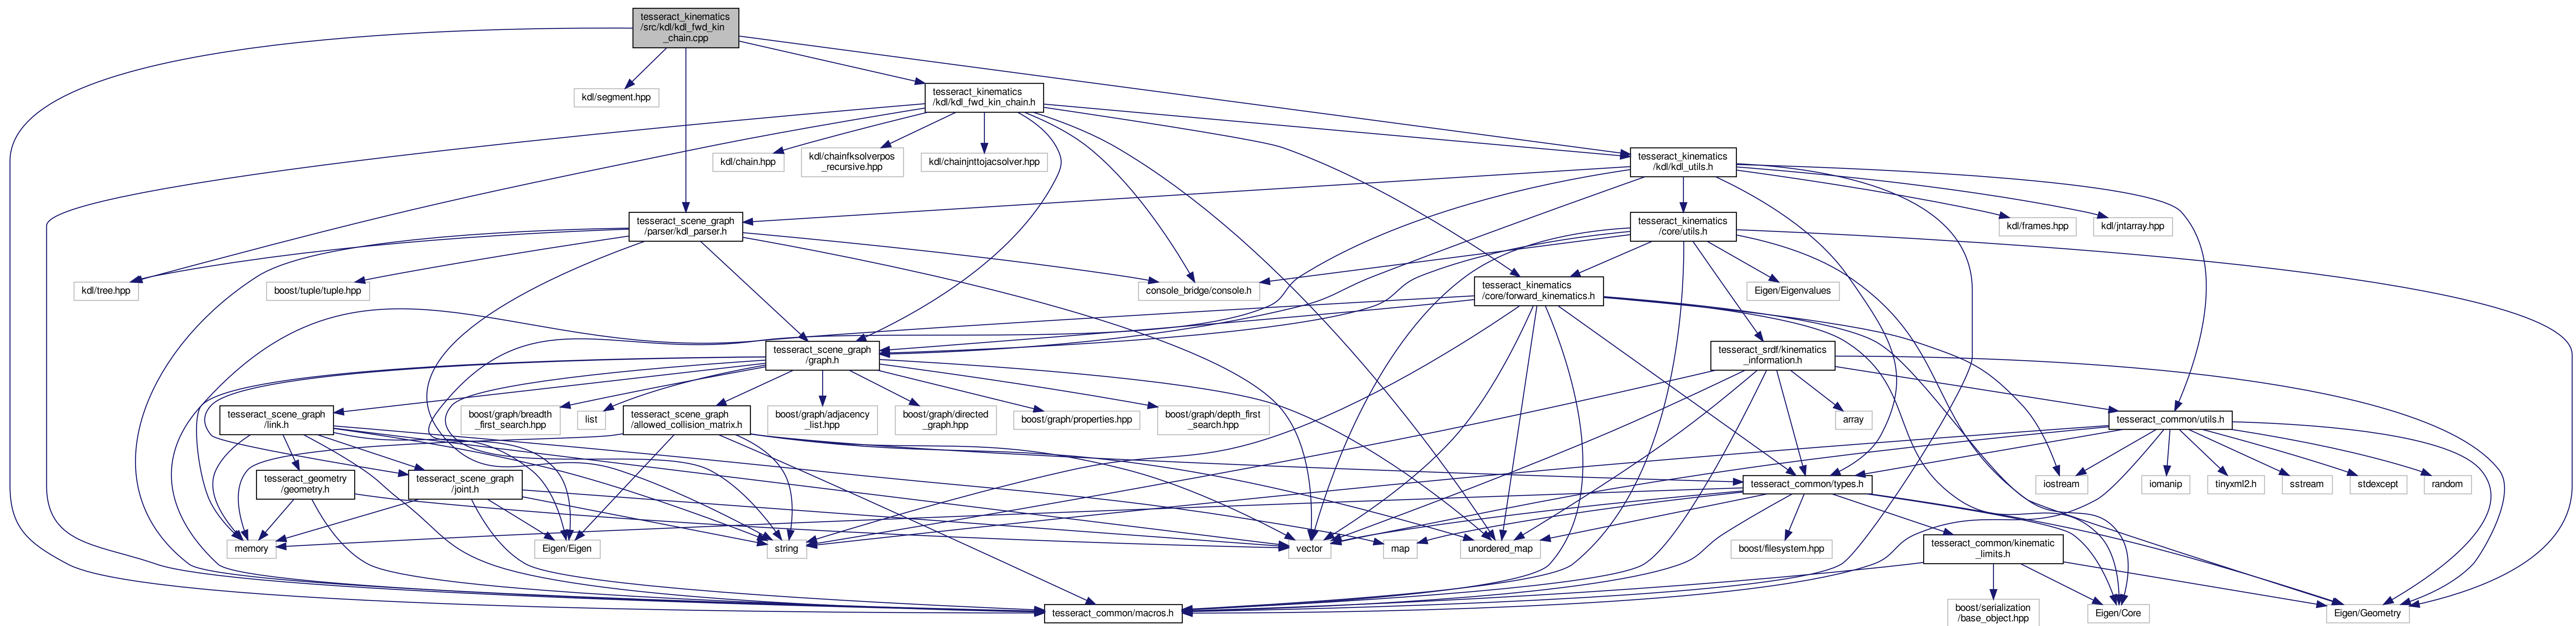 tesseract_kinematics
/src/kdl/kdl_fwd_kin
_chain.cpp
kdl/segment.hpp
tesseract_kinematics
/kdl/kdl_fwd_kin_chain.h
kdl/chain.hpp
kdl/chainfksolverpos
_recursive.hpp
kdl/chainjnttojacsolver.hpp
tesseract_kinematics
/kdl/kdl_utils.h
tesseract_scene_graph
/parser/kdl_parser.h
tesseract_kinematics
/core/utils.h
kdl/frames.hpp
kdl/jntarray.hpp
kdl/tree.hpp
boost/tuple/tuple.hpp
console_bridge/console.h
tesseract_kinematics
/core/forward_kinematics.h
Eigen/Eigenvalues
tesseract_scene_graph
/graph.h
tesseract_srdf/kinematics
_information.h
tesseract_scene_graph
/link.h
boost/graph/breadth
_first_search.hpp
list
tesseract_scene_graph
/allowed_collision_matrix.h
boost/graph/adjacency
_list.hpp
boost/graph/directed
_graph.hpp
boost/graph/properties.hpp
boost/graph/depth_first
_search.hpp
array
tesseract_common/utils.h
tesseract_geometry
/geometry.h
tesseract_scene_graph
/joint.h
tesseract_common/types.h
iostream
iomanip
tinyxml2.h
sstream
stdexcept
random
memory
Eigen/Eigen
string
vector
map
unordered_map
boost/filesystem.hpp
tesseract_common/kinematic
_limits.h
tesseract_common/macros.h
boost/serialization
/base_object.hpp
Eigen/Core
Eigen/Geometry